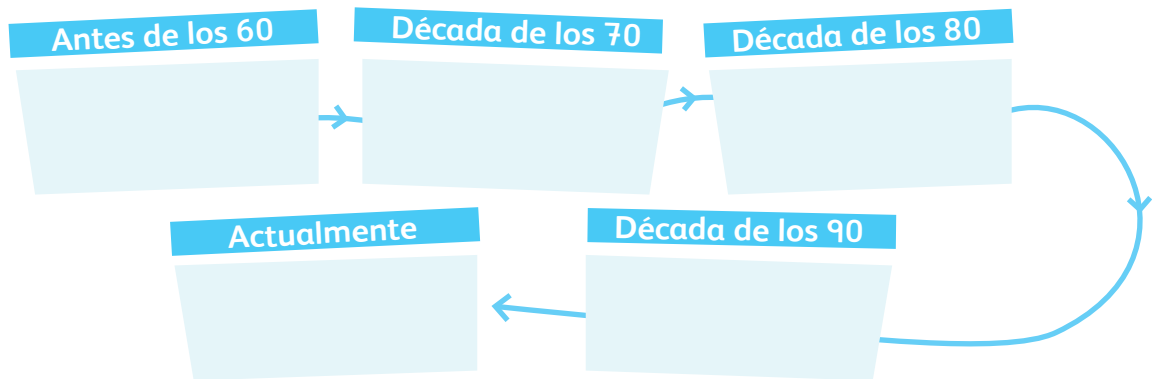 Antes de los 60
Década de los 70
Década de los 80
Década de los 90
Actualmente